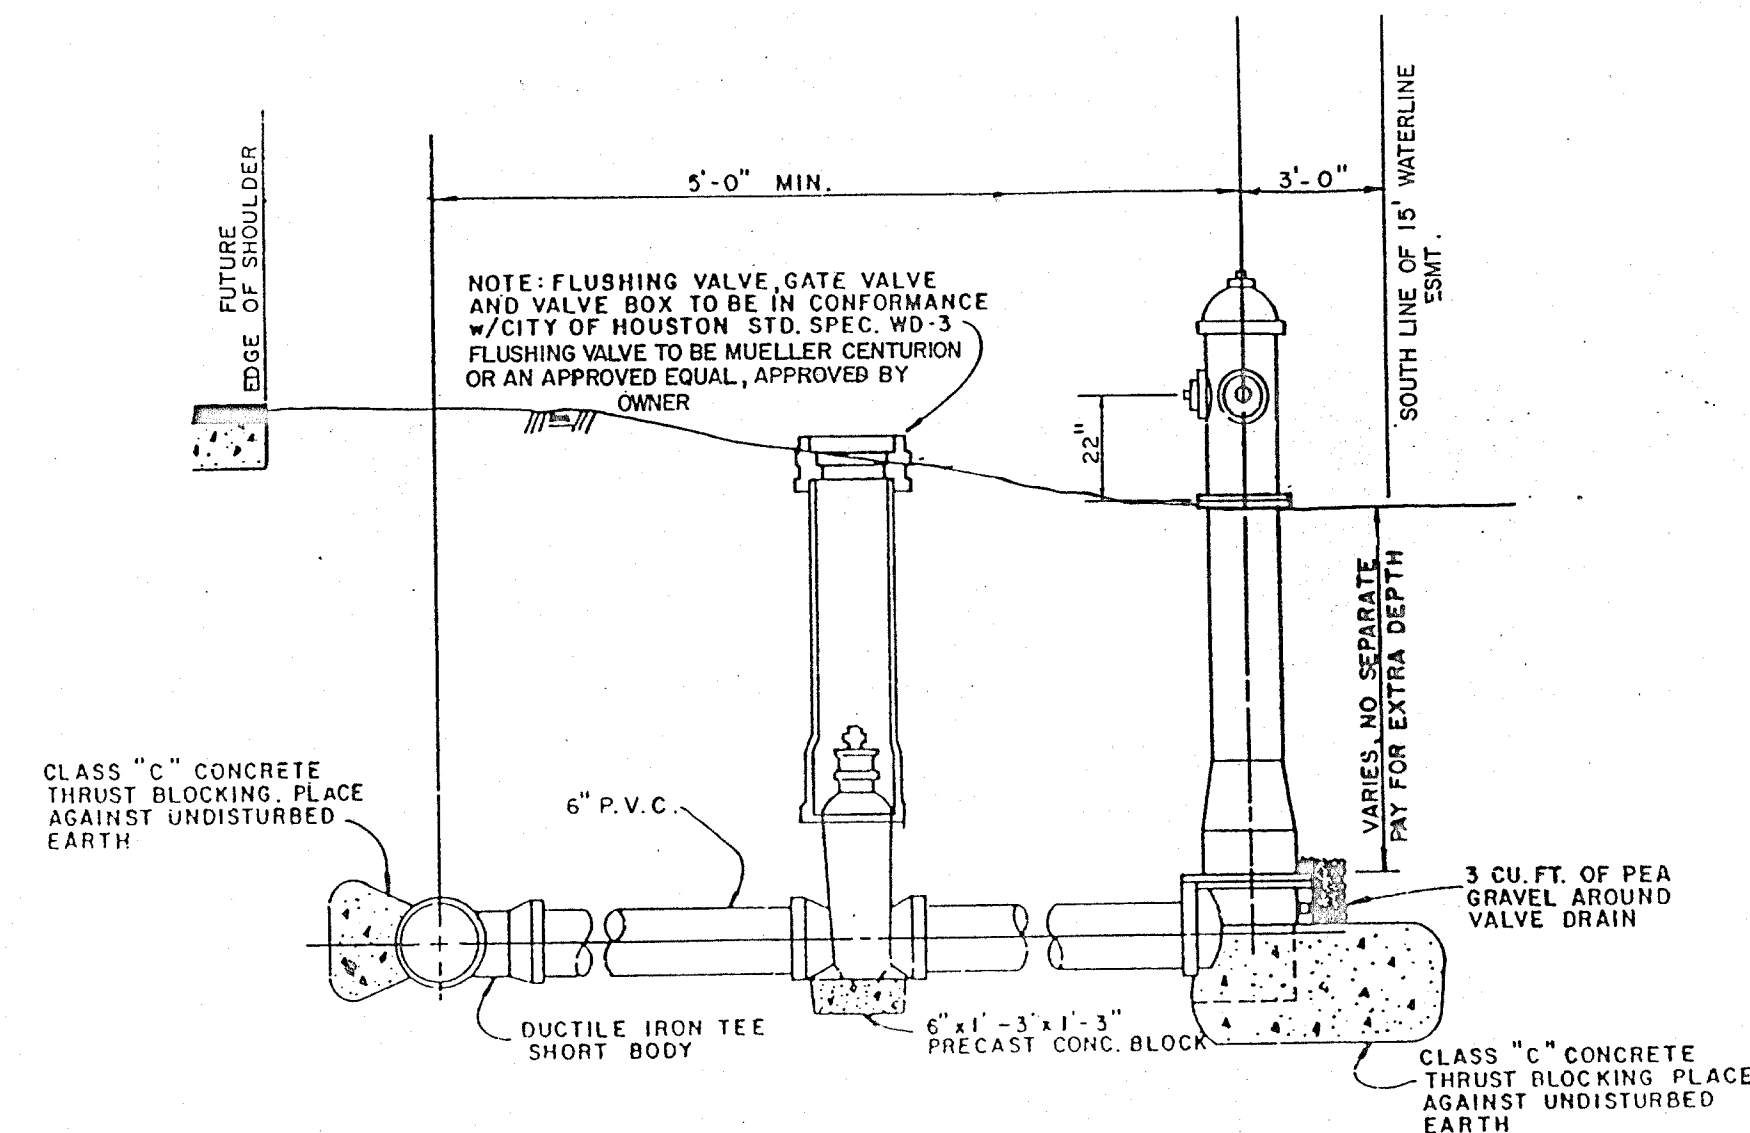 FUTURE
EDGE OF SHOULDER
5'-0" MIN.
3'-0"
SOUTH LINE OF 15' WATERLINE
ESMT.
NOTE: FLUSHING VALVE, GATE VALVE
AND VALVE BOX TO BE IN CONFORMANCE
w/CITY OF HOUSTON STD. SPEC. WD-3
FLUSHING VALVE TO BE MUELLER CENTURION
OR AN APPROVED EQUAL, APPROVED BY
OWNER
22"
VARIES, NO SEPARATE
PAY FOR EXTRA DEPTH
CLASS "C" CONCRETE
THRUST BLOCKING. PLACE
AGAINST UNDISTURBED
EARTH
6" P.V.C.
3 CU. FT. OF PEA
GRAVEL AROUND
VALVE DRAIN
DUCTILE IRON TEE
SHORT BODY
6" x 1'-3" x 1'-3"
PRECAST CONC. BLOCK
CLASS "C" CONCRETE
THRUST BLOCKING PLACE
AGAINST UNDISTURBED
EARTH